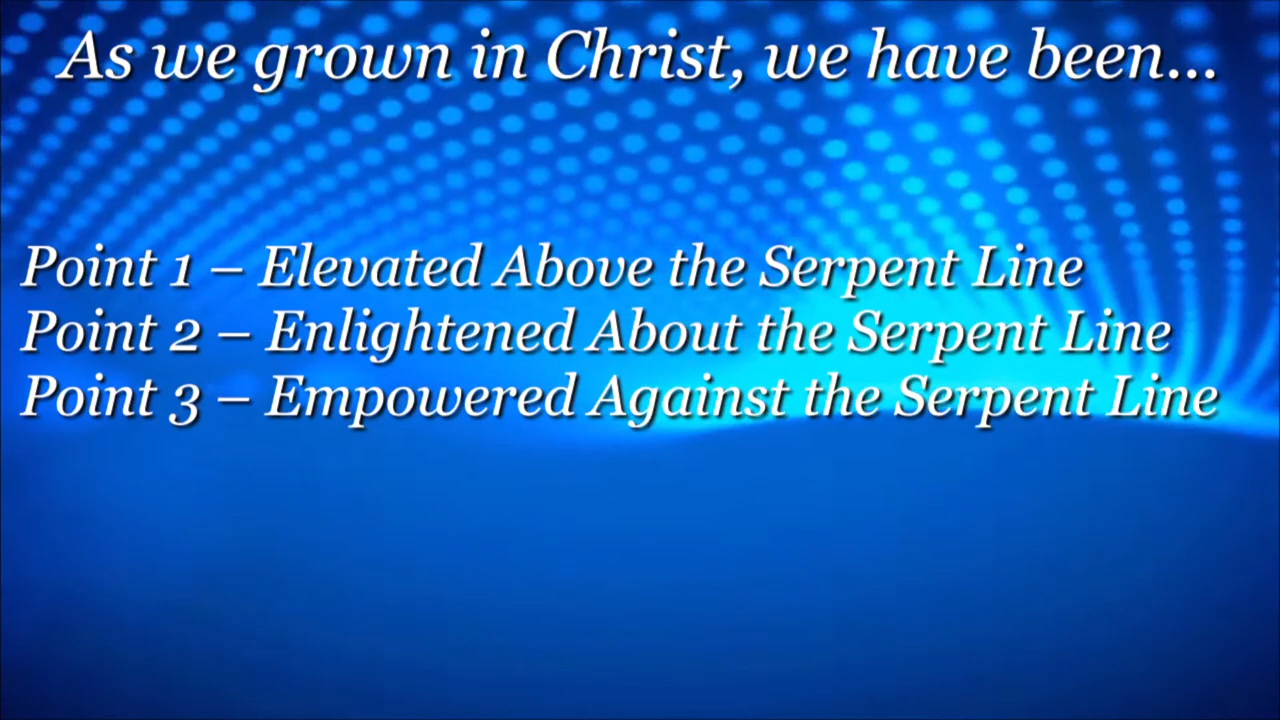 As we grown in Christ, we have been...
Point 1 – Elevated Above the Serpent Line
Point 2 – Enlightened About the Serpent Line
Point 3 – Empowered Against the Serpent Line